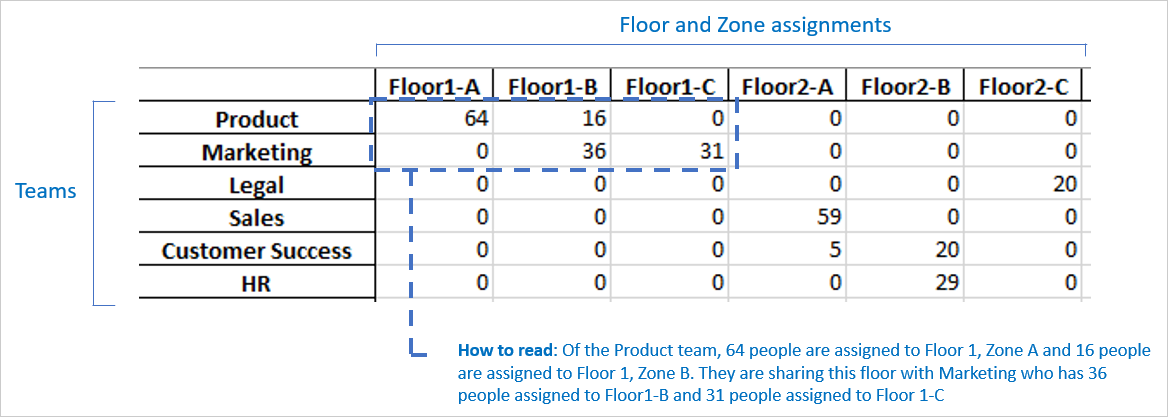 Floor and Zone assignments
Floor1-A Floor1-B Floor1-C Floor2-A Floor2-B Floor2-C
Product 64 16 0 0 0 0
Marketing 0 36 31 0 0 0
Teams
Legal 0 0 0 0 0 20
Sales 0 0 0 59 0 0
Customer Success 0 0 0 5 20 0
HR 0 0 0 0 29 0
How to read: Of the Product team, 64 people are assigned to Floor 1, Zone A and 16 people
are assigned to Floor 1, Zone B. They are sharing this floor with Marketing who has 36
people assigned to Floor1-B and 31 people assigned to Floor 1-C